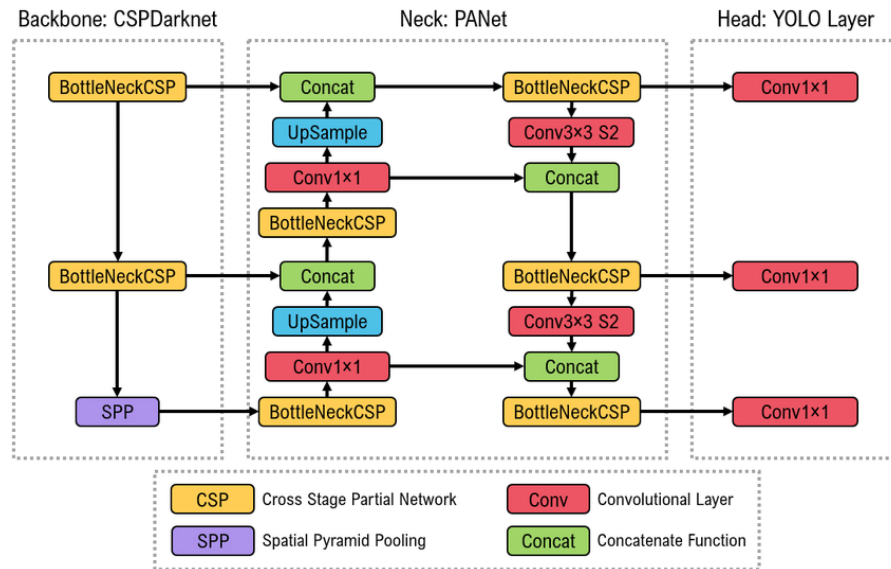 Backbone: CSPDarknet
Neck: PANet
Head: YOLO Layer
BottleNeckCSP
Concat
BottleNeckCSP
Conv1×1
UpSample
Conv3×3 S2
Conv1×1
Concat
BottleNeckCSP
BottleNeckCSP
Concat
BottleNeckCSP
Conv1×1
UpSample
Conv3×3 S2
Conv1×1
Concat
SPP
BottleNeckCSP
BottleNeckCSP
Conv1×1
CSP
Cross Stage Partial Network
Conv
Convolutional Layer
SPP
Spatial Pyramid Pooling
Concat
Concatenate Function